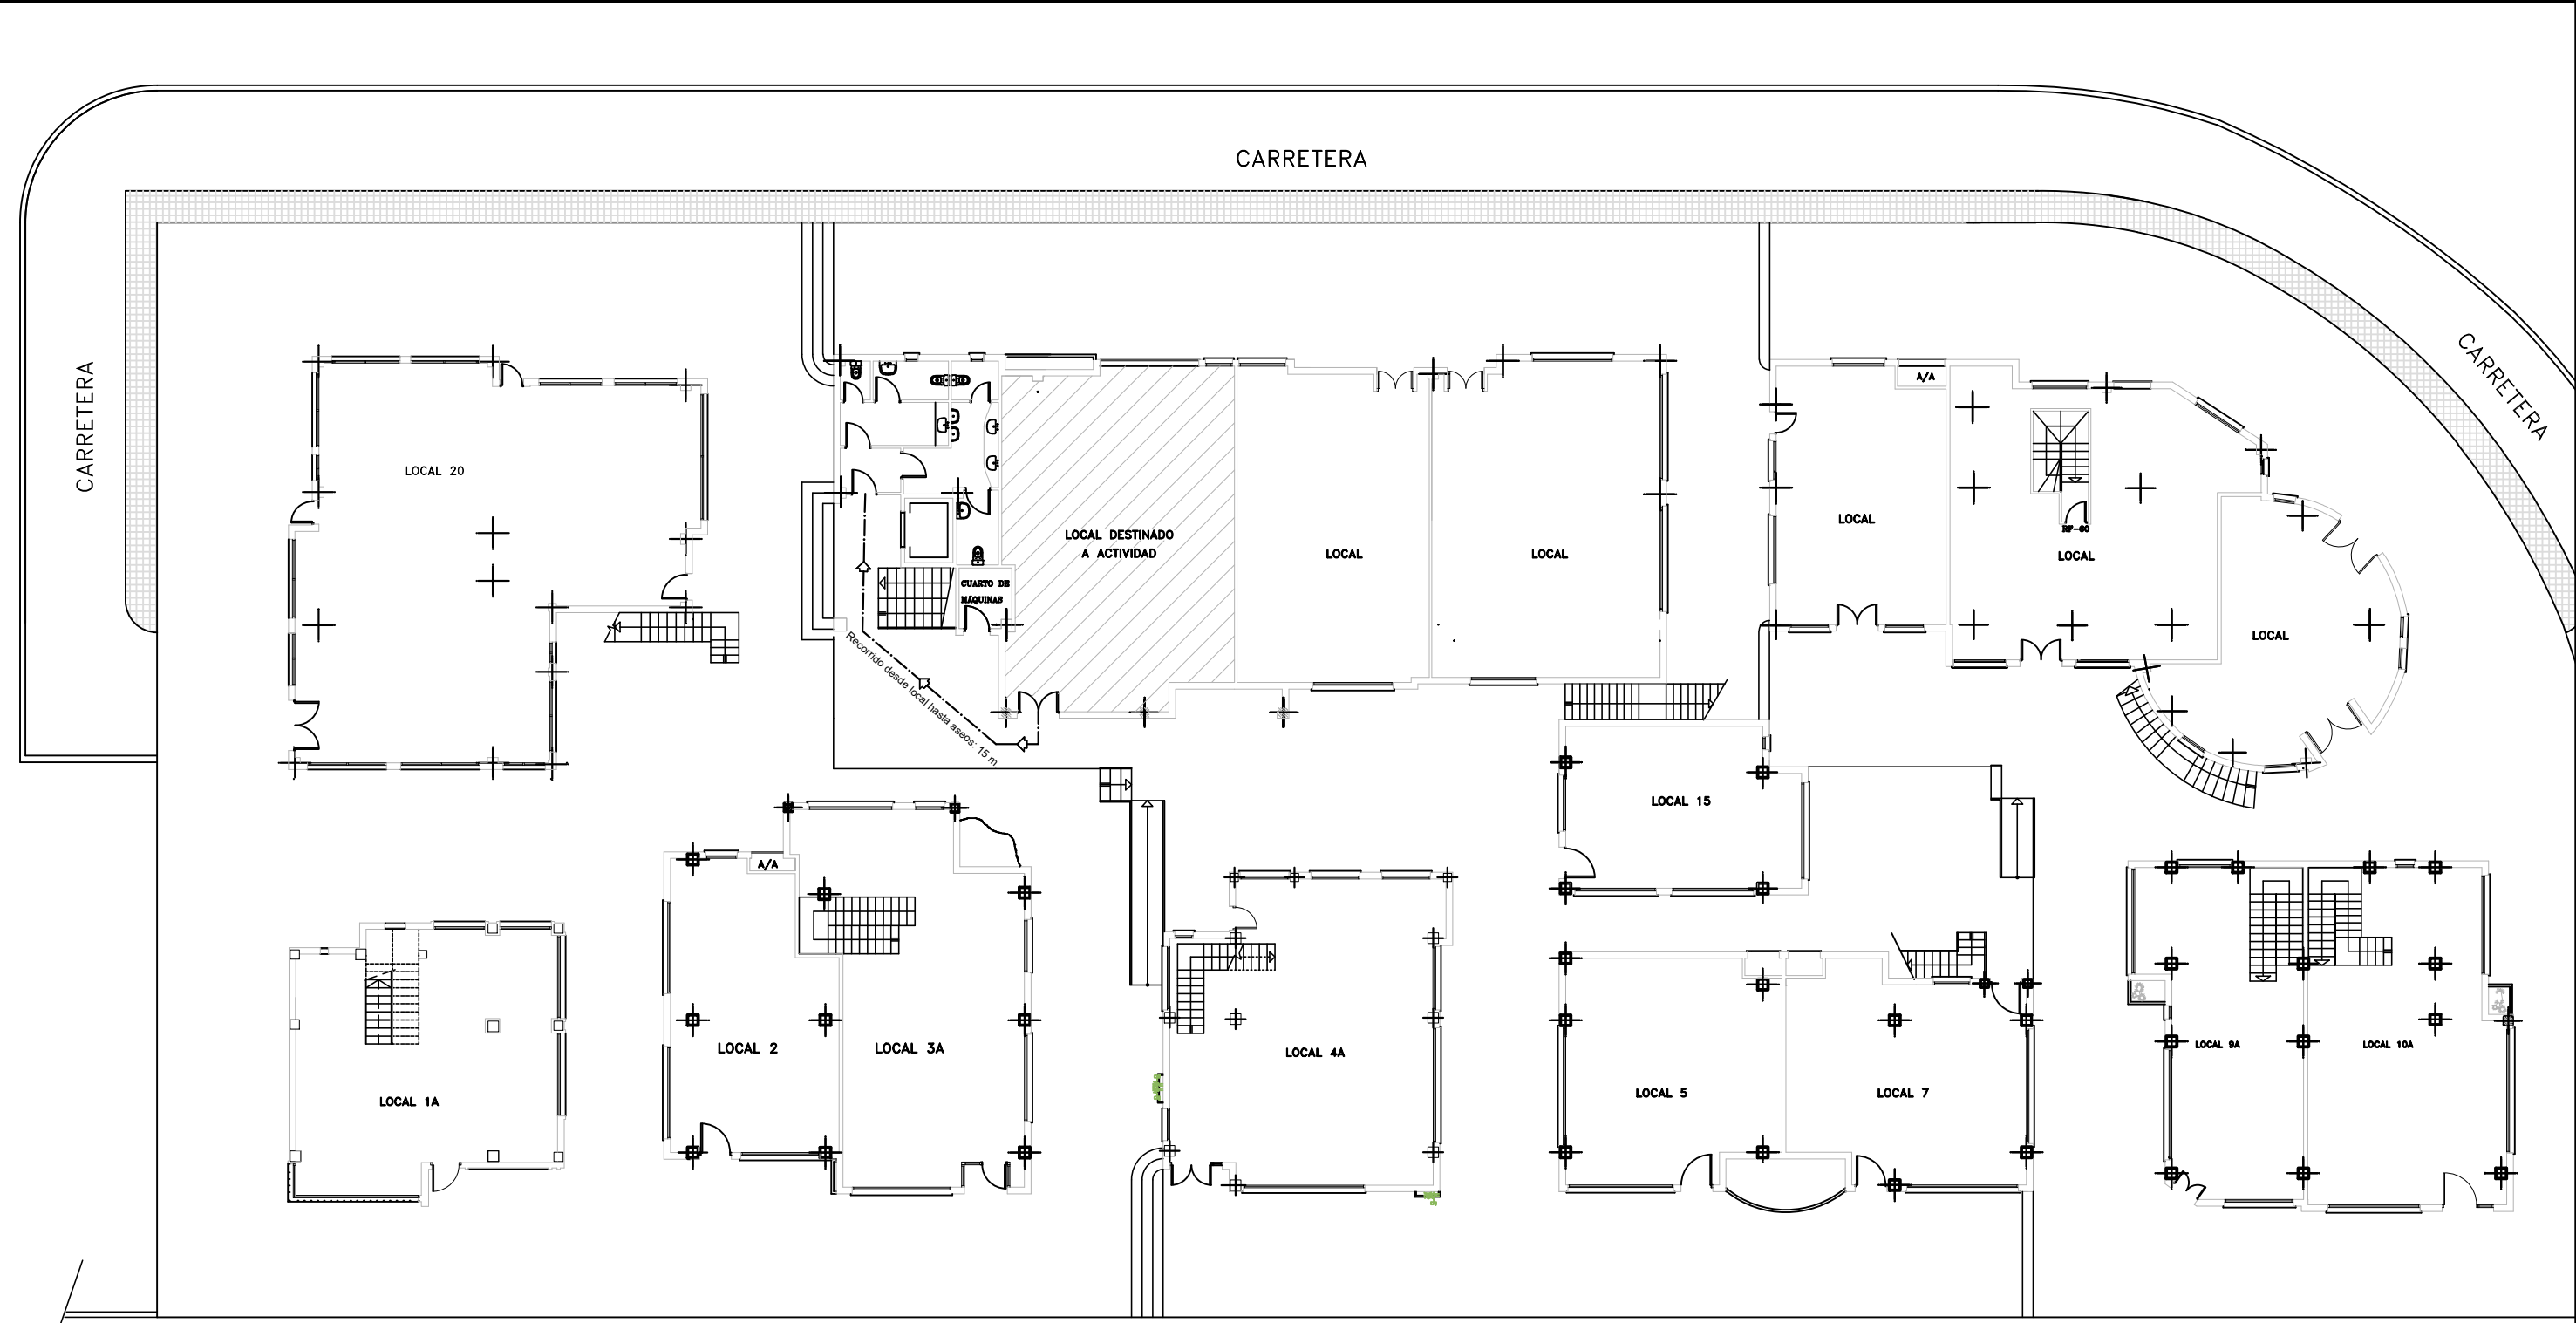 CARRETERA
CARRETERA
CARRETERA
A/A
LOCAL 20
LOCAL
RF-60
LOCAL DESTINADO
A ACTIVIDAD
LOCAL
LOCAL
LOCAL
CUARTO DE
MÁQUINAS
LOCAL
Recorrido desde local hasta aseos: 15 m.
LOCAL 15
A/A
LOCAL 2
LOCAL 3A
LOCAL 4A
LOCAL 9A
LOCAL 10A
LOCAL 1A
LOCAL 5
LOCAL 7